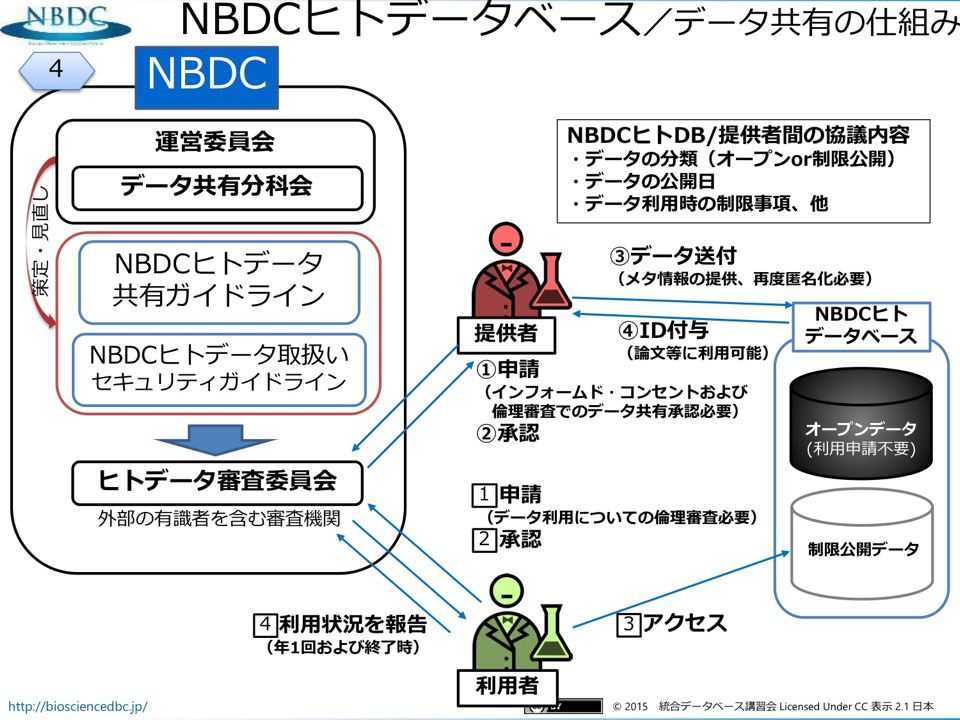 NBDCヒトデータベース／データ共有の仕組み
NBDC
4
NBDC
運営委員会
データ共有分科会
策定・見直し
NBDCヒトデータ
共有ガイドライン
NBDCヒトデータ取扱い
セキュリティガイドライン
ヒトデータ審査委員会
外部の有識者を含む審査機関
NBDCヒトDB/提供者間の協議内容
・データの分類（オープンor制限公開）
・データの公開日
・データ利用時の制限事項、他
③データ送付
（メタ情報の提供、再度匿名化必要）
提供者
④ID付与
（論文等に利用可能）
NBDCヒト
データベース
①申請
（インフォームド・コンセントおよび
倫理審査でのデータ共有承認必要）
②承認
オープンデータ
(利用申請不要)
制限公開データ
1 申請
（データ利用についての倫理審査必要）
2 承認
4 利用状況を報告
（年1回および終了時）
3 アクセス
利用者
http://biosciencedbc.jp/
© 2015 統合データベース講習会 Licensed Under CC 表示 2.1 日本